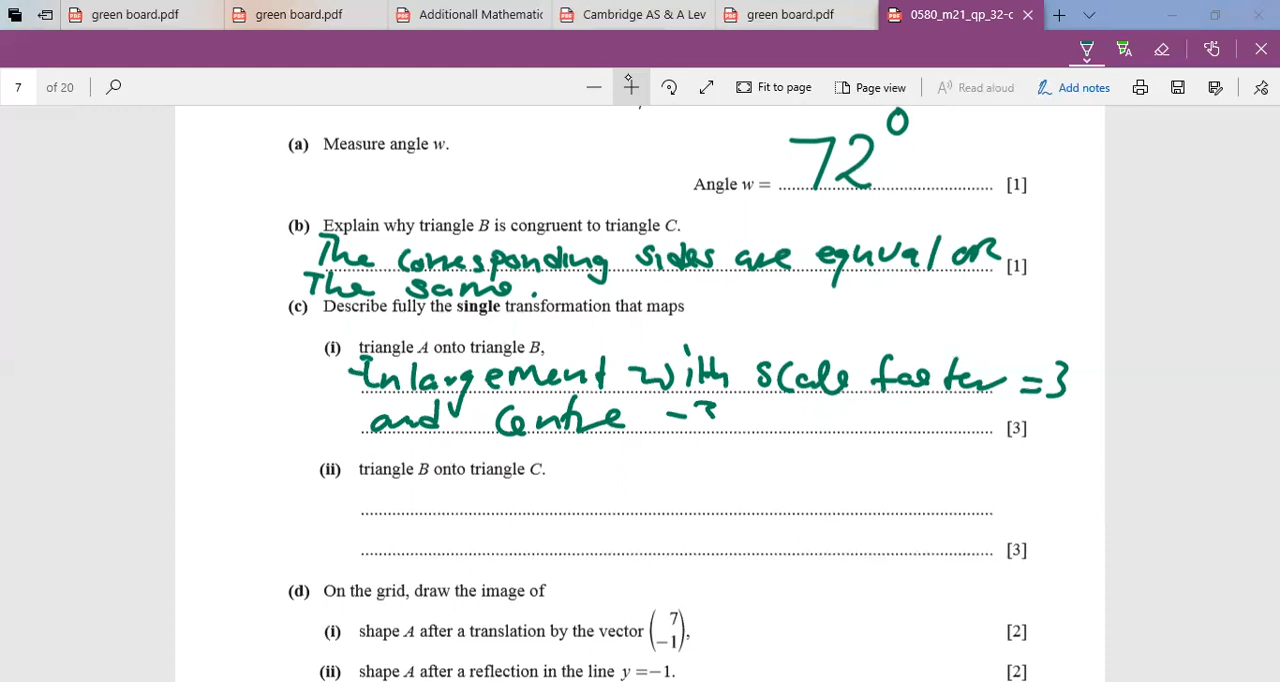 green board.pdf
green board.pdf
Additionall Mathematic
Cambridge AS & A Lev
green board.pdf
0580_m21_qp_32-c
7 of 20
Fit to page
Page view
Read aloud
Add notes
(a) Measure angle w.
72°
Angle w = ........ [1]
(b) Explain why triangle B is congruent to triangle C.
The corresponding sides are equval or [1]
The same.
(c) Describe fully the single transformation that maps
(i) triangle A onto triangle B,
Enlargement with scale faster = 3
and centre -3 [3]
(ii) triangle B onto triangle C.
[3]
(d) On the grid, draw the image of
(i) shape A after a translation by the vector (7 -1), [2]
(ii) shape A after a reflection in the line y = −1. [2]